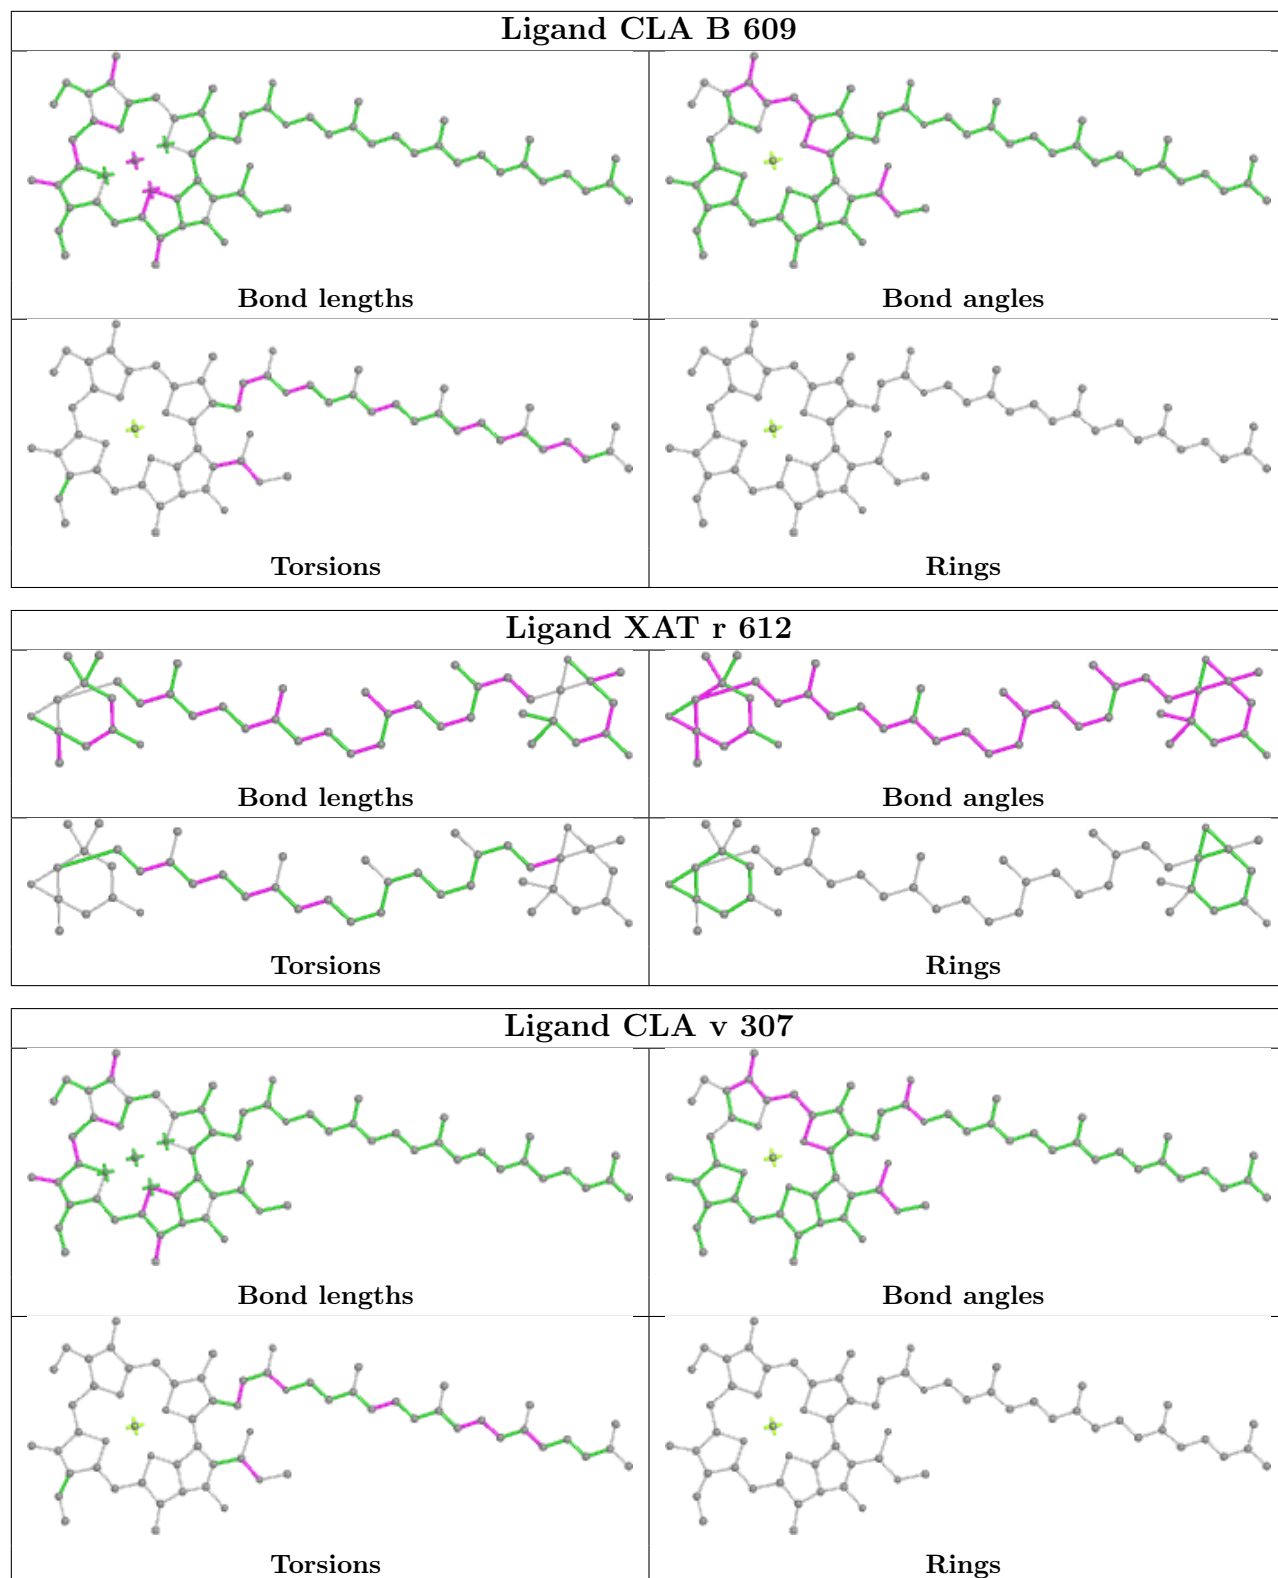 Ligand CLA B 609
Bond lengths
Bond angles
Torsions
Rings
Ligand XAT r 612
Bond lengths
Bond angles
Torsions
Rings
Ligand CLA v 307
Bond lengths
Bond angles
Torsions
Rings